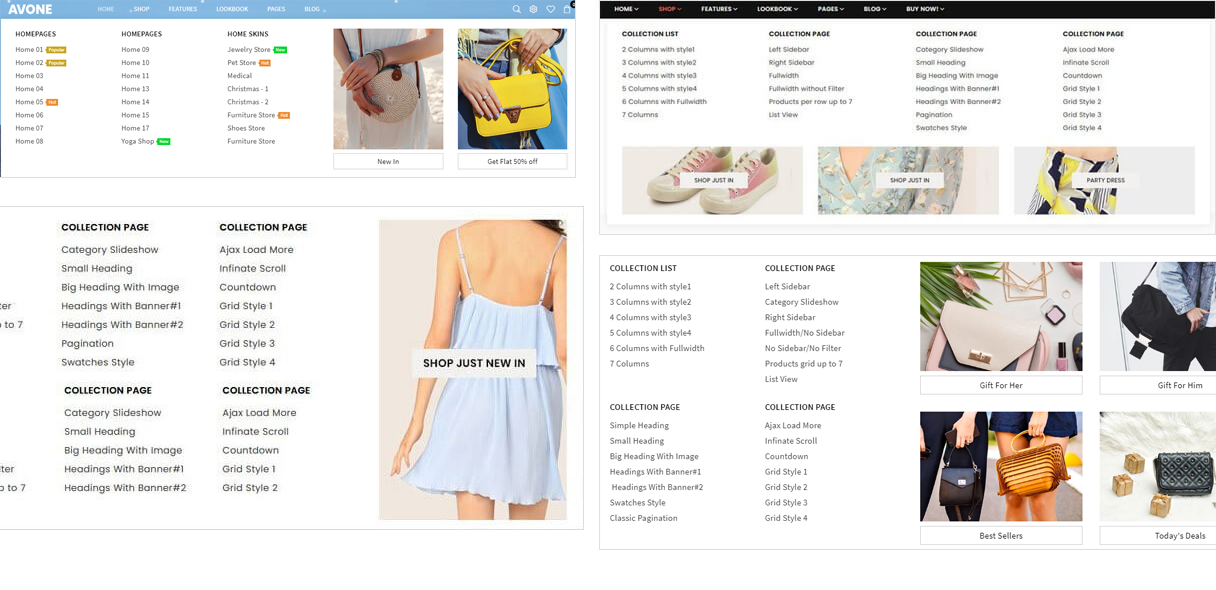 AVONE
HOME SHOP FEATURES LOOKBOOK PAGES BLOG
HOMEPAGES
Home 01 Popular
Home 02 Popular
Home 03
Home 04
Home 05 Hot
Home 06
Home 07
Home 08
HOMEPAGES
Home 09
Home 10
Home 11
Home 13
Home 14
Home 15
Home 17
Yoga Shop New
HOME SKINS
Jewelry Store New
Pet Store Hot
Medical
Christmas - 1
Christmas - 2
Furniture Store Hot
Shoes Store
Furniture Store
New In
Get Flat 50% off
HOME SHOP FEATURES LOOKBOOK PAGES BLOG BUY NOW!
COLLECTION LIST
2 Columns with style1
3 Columns with style2
4 Columns with style3
5 Columns with style4
6 Columns with Fullwidth
7 Columns
COLLECTION PAGE
Left Sidebar
Right Sidebar
Fullwidth
Fullwidth without Filter
Products per row up to 7
List View
COLLECTION PAGE
Category Slideshow
Small Heading
Big Heading With Image
Headings With Banner#1
Headings With Banner#2
Pagination
Swatches Style
COLLECTION PAGE
Ajax Load More
Infinate Scroll
Countdown
Grid Style 1
Grid Style 2
Grid Style 3
Grid Style 4
SHOP JUST IN
SHOP JUST IN
PARTY DRESS
ter
to 7
ter
p to 7
COLLECTION PAGE
Category Slideshow
Small Heading
Big Heading With Image
Headings With Banner#1
Headings With Banner#2
Pagination
Swatches Style
COLLECTION PAGE
Ajax Load More
Infinate Scroll
Countdown
Grid Style 1
Grid Style 2
Grid Style 3
Grid Style 4
COLLECTION PAGE
Category Slideshow
Small Heading
Big Heading With Image
Headings With Banner#1
Headings With Banner#2
COLLECTION PAGE
Ajax Load More
Infinate Scroll
Countdown
Grid Style 1
Grid Style 2
SHOP JUST NEW IN
COLLECTION LIST
2 Columns with style1
3 Columns with style2
4 Columns with style3
5 Columns with style4
6 Columns with Fullwidth
7 Columns
COLLECTION PAGE
Left Sidebar
Category Slideshow
Right Sidebar
Fullwidth/No Sidebar
No Sidebar/No Filter
Products grid up to 7
List View
COLLECTION PAGE
Simple Heading
Small Heading
Big Heading With Image
Headings With Banner#1
Headings With Banner#2
Swatches Style
Classic Pagination
COLLECTION PAGE
Ajax Load More
Infinate Scroll
Countdown
Grid Style 1
Grid Style 2
Grid Style 3
Grid Style 4
Gift For Her
Gift For Him
Best Sellers
Today's Deals